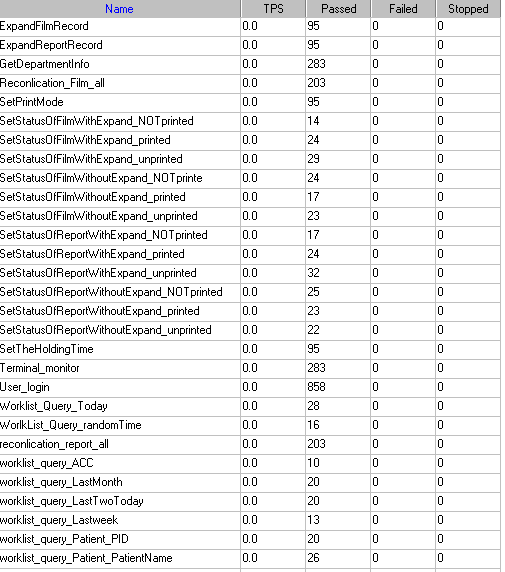 Name TPS Passed Failed Stopped
ExpandFilmRecord 0.0 95 0 0
ExpandReportRecord 0.0 95 0 0
GetDepartmentInfo 0.0 283 0 0
Reconlication_Film_all 0.0 203 0 0
SetPrintMode 0.0 95 0 0
SetStatusOfFilmWithExpand_NOTprinted 0.0 14 0 0
SetStatusOfFilmWithExpand_printed 0.0 24 0 0
SetStatusOfFilmWithExpand_unprinted 0.0 29 0 0
SetStatusOfFilmWithoutExpand_NOTprinte 0.0 24 0 0
SetStatusOfFilmWithoutExpand_printed 0.0 17 0 0
SetStatusOfFilmWithoutExpand_unprinted 0.0 23 0 0
SetStatusOfReportWithExpand_NOTprinted 0.0 17 0 0
SetStatusOfReportWithExpand_printed 0.0 24 0 0
SetStatusOfReportWithExpand_unprinted 0.0 32 0 0
SetStatusOfReportWithoutExpand_NOTprinted 0.0 25 0 0
SetStatusOfReportWithoutExpand_printed 0.0 23 0 0
SetStatusOfReportWithoutExpand_unprinted 0.0 22 0 0
SetTheHoldingTime 0.0 95 0 0
Terminal_monitor 0.0 283 0 0
User_login 0.0 858 0 0
Worklist_Query_Today 0.0 28 0 0
WorlkList_Query_randomTime 0.0 16 0 0
reconlication_report_all 0.0 203 0 0
worklist_query_ACC 0.0 10 0 0
worklist_query_LastMonth 0.0 20 0 0
worklist_query_LastTwoToday 0.0 20 0 0
worklist_query_Lastweek 0.0 13 0 0
worklist_query_Patient_PID 0.0 20 0 0
worklist_query_Patient_PatientName 0.0 26 0 0